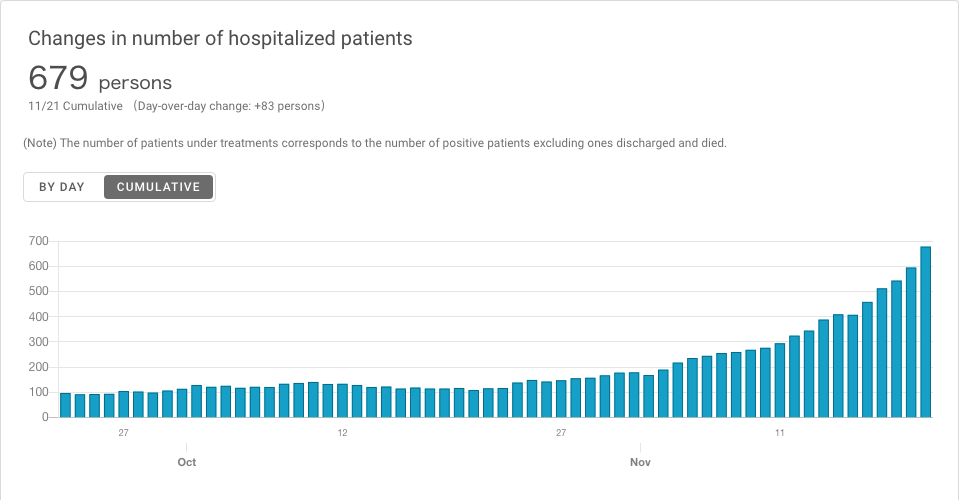 Changes in number of hospitalized patients
679 persons
11/21 Cumulative （Day-over-day change: +83 persons）
(Note) The number of patients under treatments corresponds to the number of positive patients excluding ones discharged and died.
BY DAY CUMULATIVE
700
600
500
400
300
200
100
0
27 12 27 11
Oct Nov